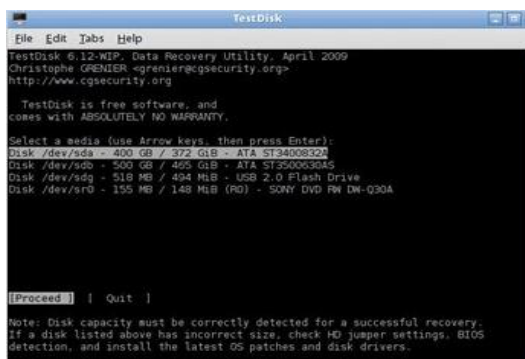 TestDisk
File Edit Tabs Help
TestDisk 6.12-WIP, Data Recovery Utility, April 2009
Christophe GRENIER <grenier@cgsecurity.org>
http://www.cgsecurity.org
TestDisk is free software, and
comes with ABSOLUTELY NO WARRANTY.
Select a media (use Arrow keys, then press Enter):
Disk /dev/sda - 400 GB / 372 GiB - ATA ST3400832A
Disk /dev/sdb - 500 GB / 465 GiB - ATA ST3500630AS
Disk /dev/sdg - 518 MB / 494 MiB - USB 2.0 Flash Drive
Disk /dev/sr0 - 155 MB / 148 MiB (RO) - SONY DVD RW DW-Q30A
[Proceed ] [ Quit ]
Note: Disk capacity must be correctly detected for a successful recovery.
If a disk listed above has incorrect size, check HD jumper settings, BIOS
detection, and install the latest OS patches and disk drivers.